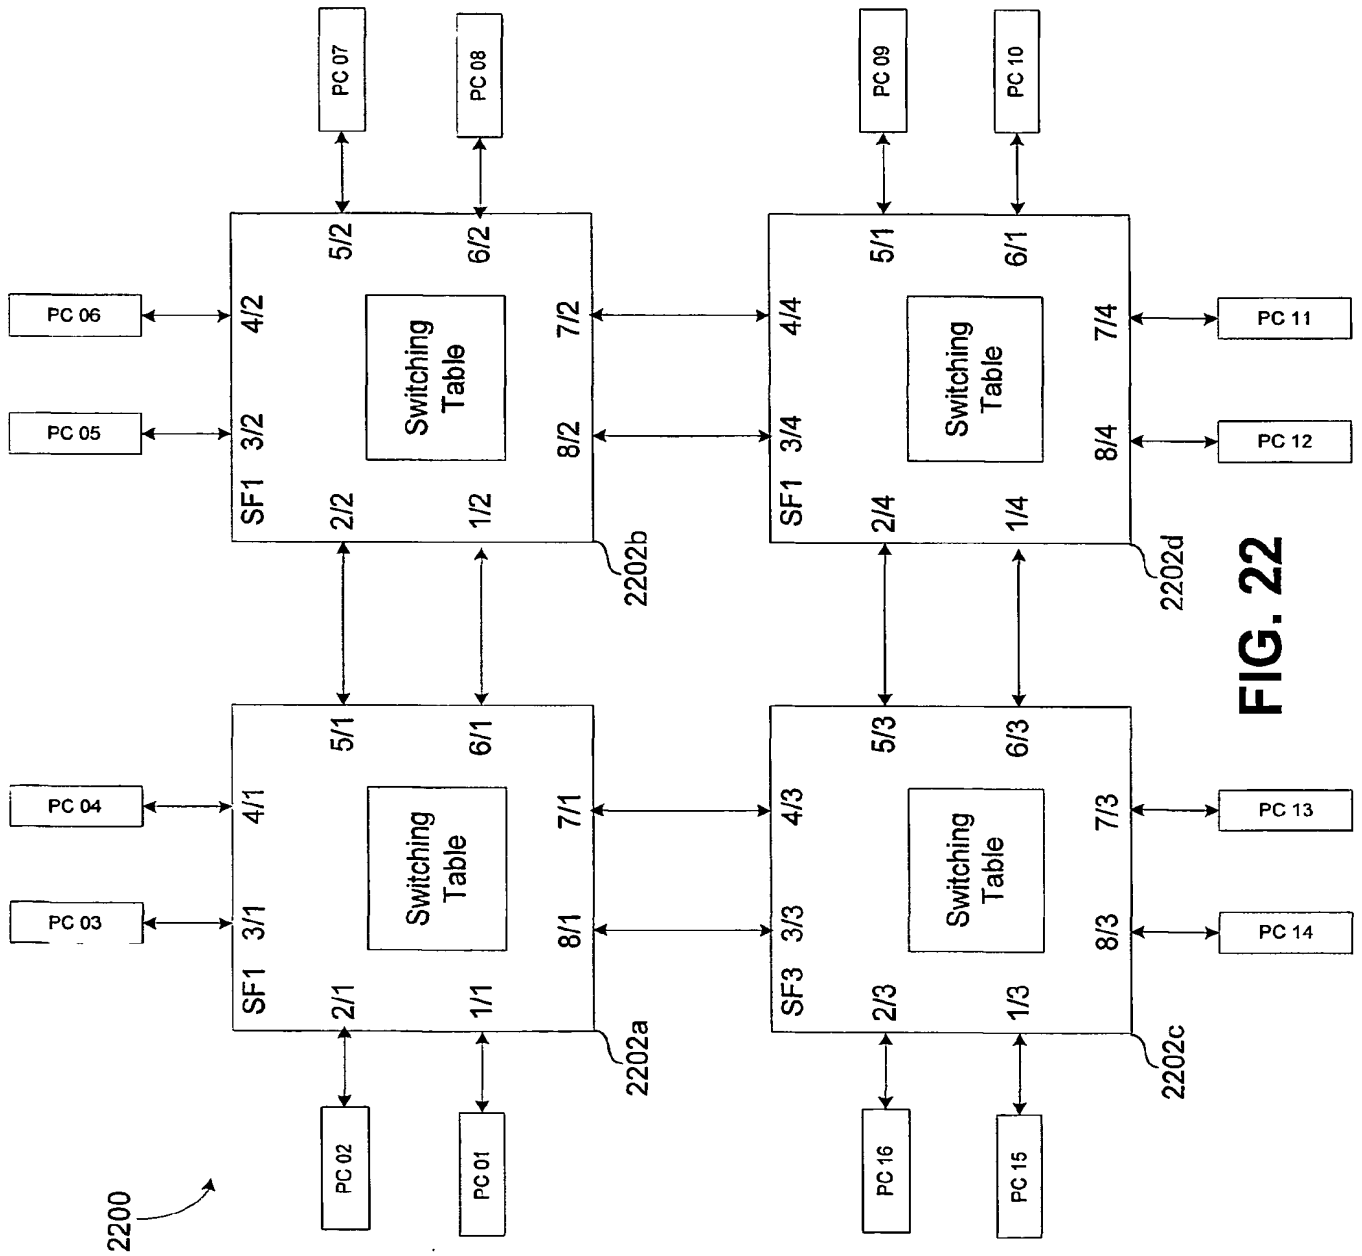 2200
PC 07
PC 08
PC 09
PC 10
PC 06
PC 05
PC 04
PC 03
SF1
3/2
4/2
2/2
5/2
1/2
6/2
8/2
7/2
Switching
Table
2202b
SF1
3/4
4/4
2/4
5/1
1/4
6/1
8/4
7/4
Switching
Table
2202d
SF1
3/1
4/1
2/1
5/1
1/1
6/1
8/1
7/1
Switching
Table
2202a
SF3
3/3
4/3
2/3
5/3
1/3
6/3
8/3
7/3
Switching
Table
2202c
PC 02
PC 01
PC 16
PC 15
PC 11
PC 12
PC 13
PC 14
FIG. 22